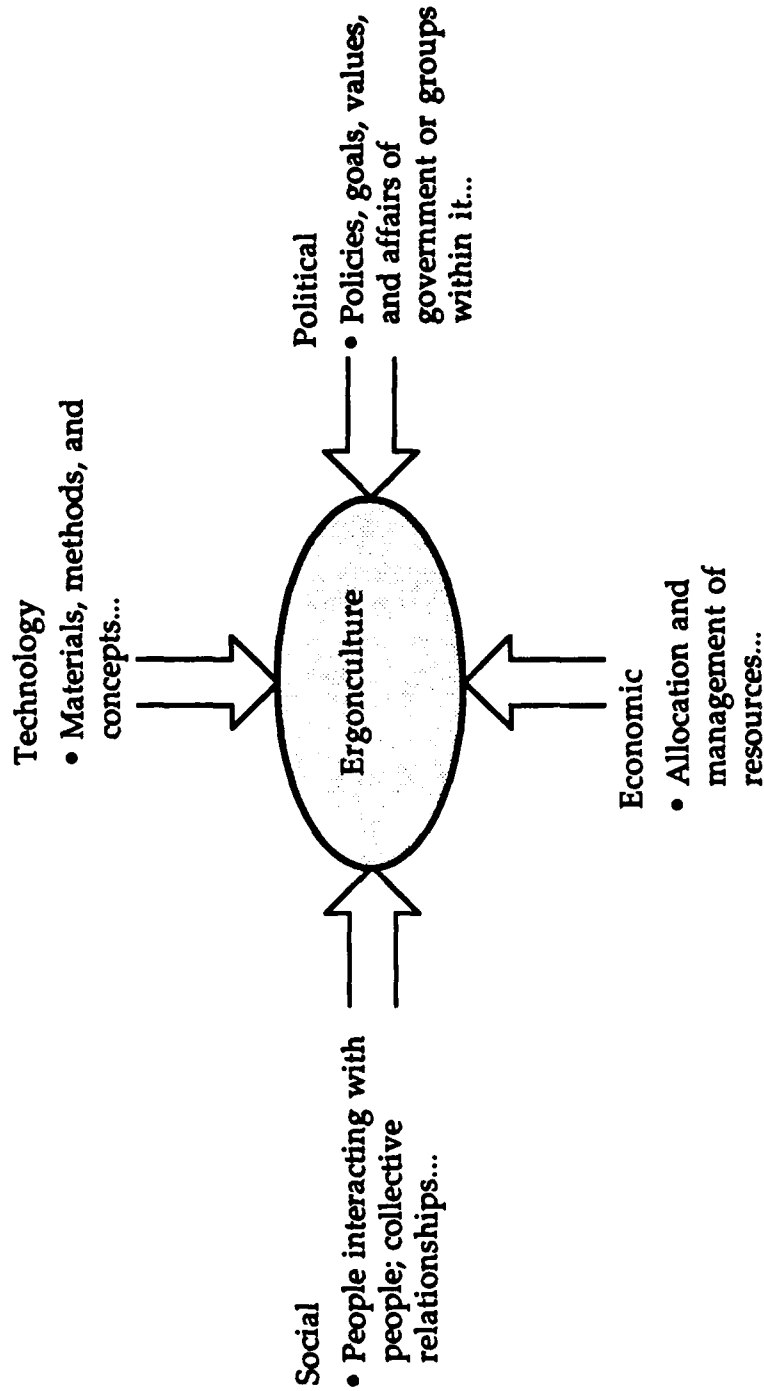 Technology
• Materials, methods, and
concepts...
Social
• People interacting with
people; collective
relationships...
Ergonculture
Political
• Policies, goals, values,
and affairs of
government or groups
within it...
Economic
• Allocation and
management of
resources...